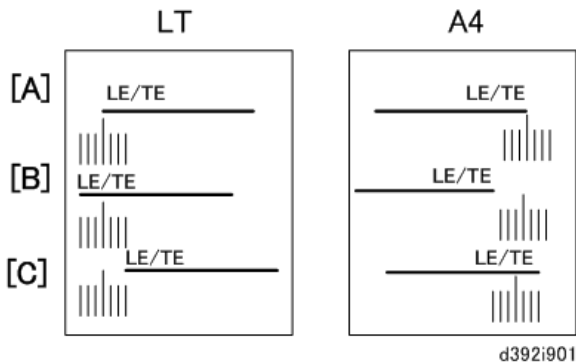 LT A4
[A] LE/TE LE/TE
[B] LE/TE LE/TE
[C] LE/TE LE/TE
d392i901